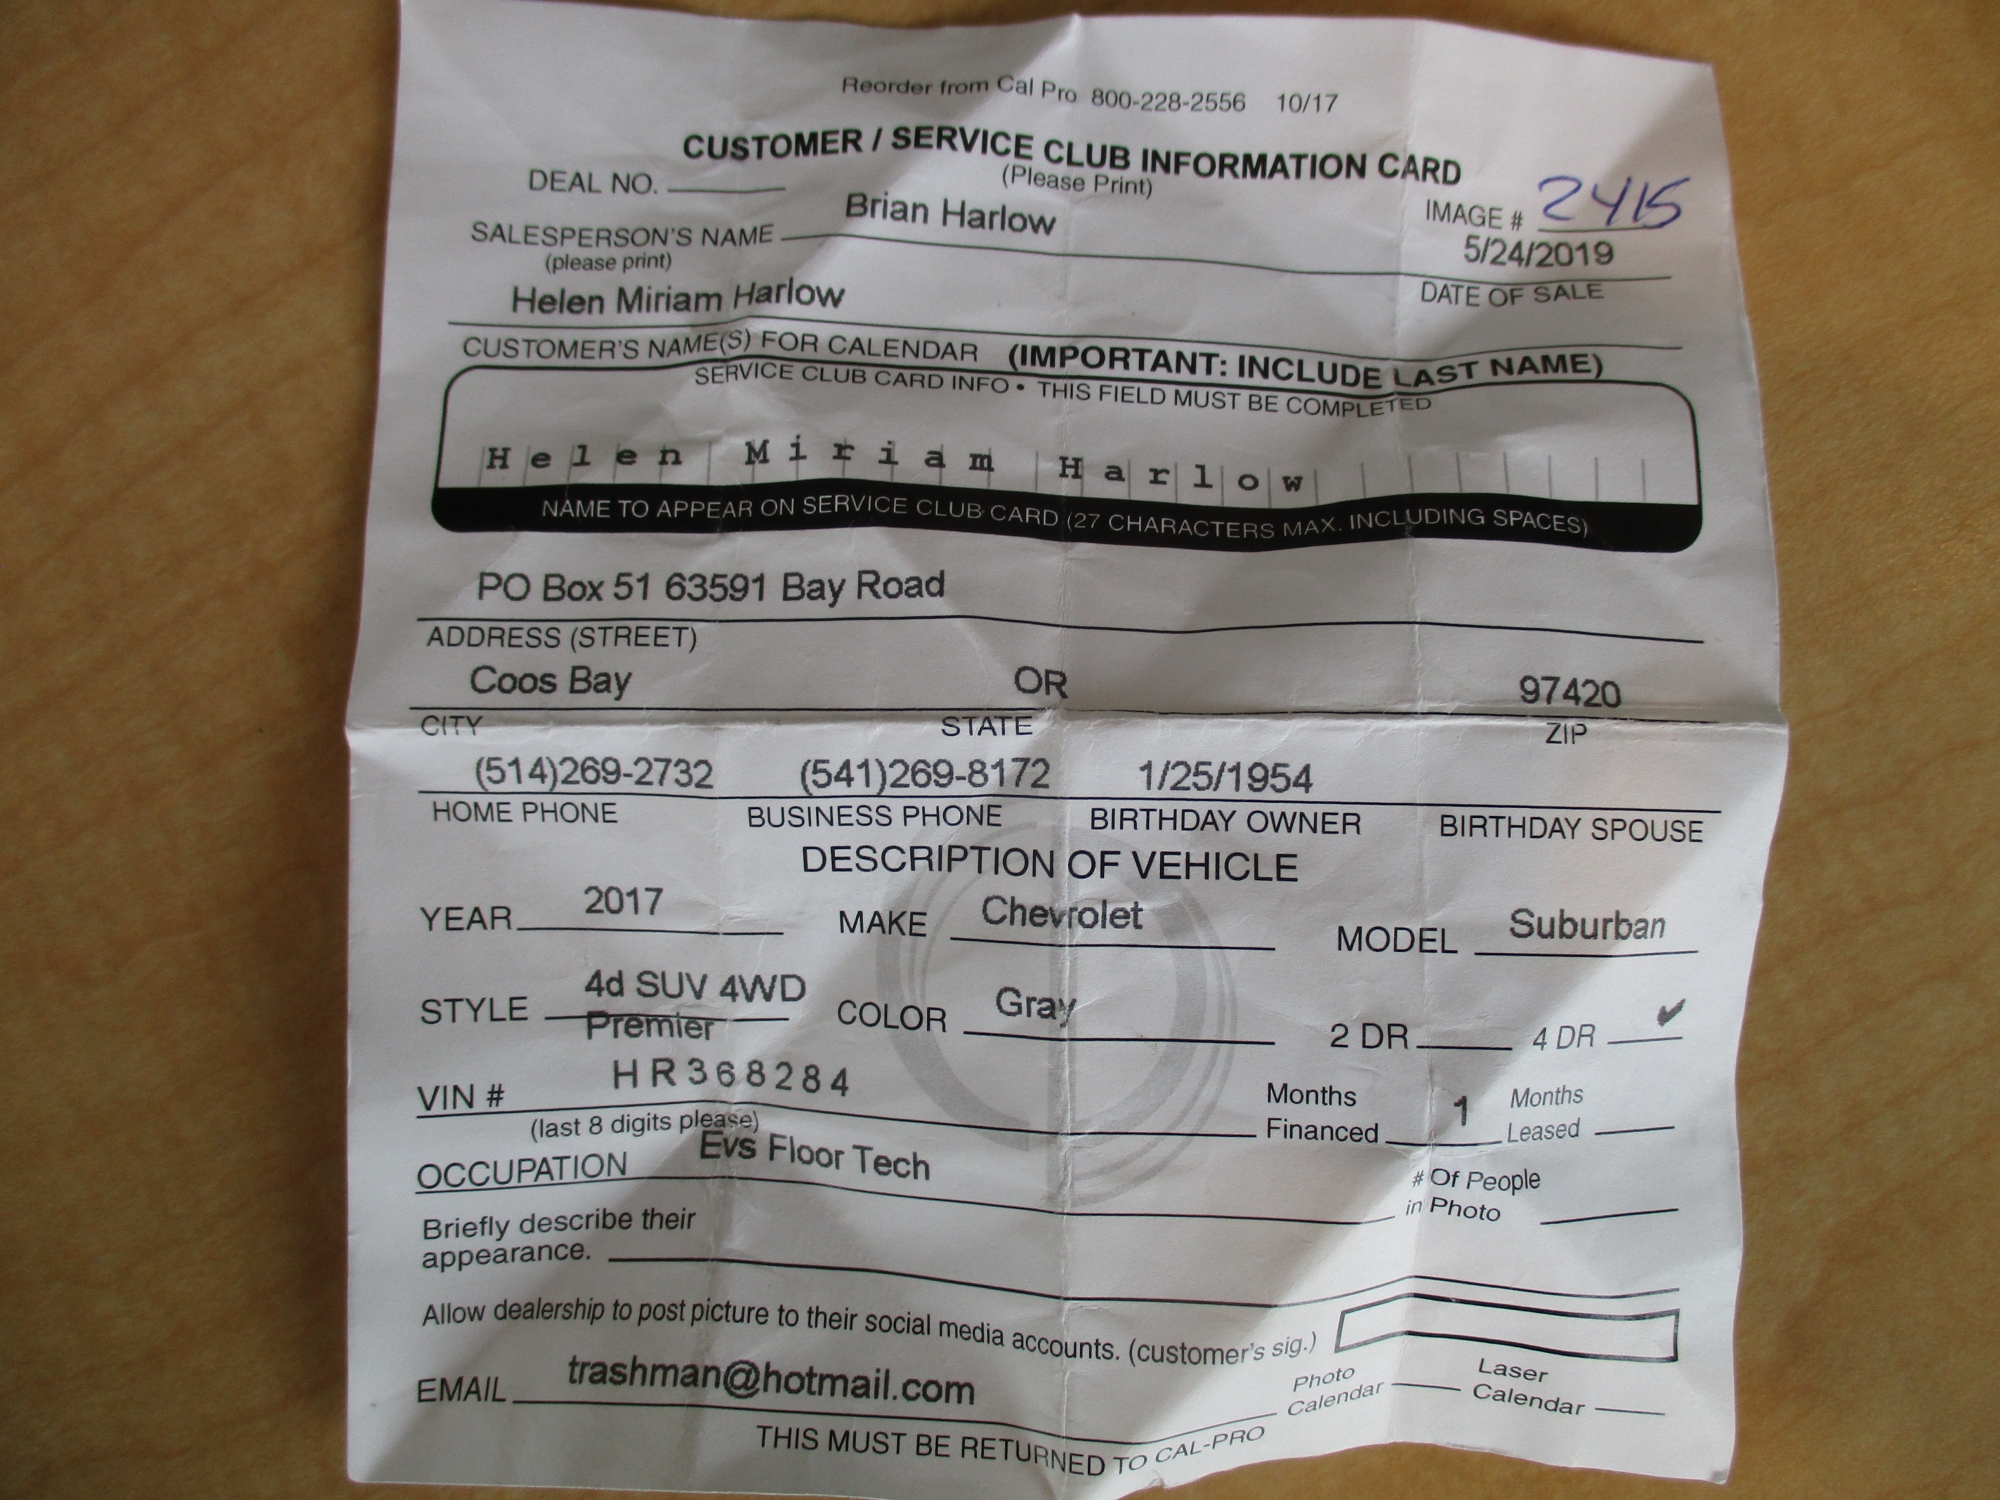 Reorder from Cal Pro 800-228-2556 10/17
CUSTOMER / SERVICE CLUB INFORMATION CARD
(Please Print)
DEAL NO.
IMAGE # 2415
SALESPERSON'S NAME Brian Harlow
(please print)
5/24/2019
DATE OF SALE
Helen Miriam Harlow
CUSTOMER'S NAME(S) FOR CALENDAR (IMPORTANT: INCLUDE LAST NAME)
SERVICE CLUB CARD INFO • THIS FIELD MUST BE COMPLETED
Helen Miriam Harlow
NAME TO APPEAR ON SERVICE CLUB CARD (27 CHARACTERS MAX. INCLUDING SPACES)
PO Box 51 63591 Bay Road
ADDRESS (STREET)
Coos Bay OR 97420
CITY STATE ZIP
(514)269-2732 (541)269-8172 1/25/1954
HOME PHONE BUSINESS PHONE BIRTHDAY OWNER BIRTHDAY SPOUSE
DESCRIPTION OF VEHICLE
YEAR 2017 MAKE Chevrolet MODEL Suburban
STYLE 4d SUV 4WD Premier COLOR Gray 2 DR 4 DR ✔
VIN # HR368284
(last 8 digits please)
Months Financed 1 Months Leased
OCCUPATION Evs Floor Tech
# Of People in Photo
Briefly describe their
appearance.
Allow dealership to post picture to their social media accounts. (customer's sig.)
EMAIL trashman@hotmail.com
Photo Calendar Laser Calendar
THIS MUST BE RETURNED TO CAL-PRO